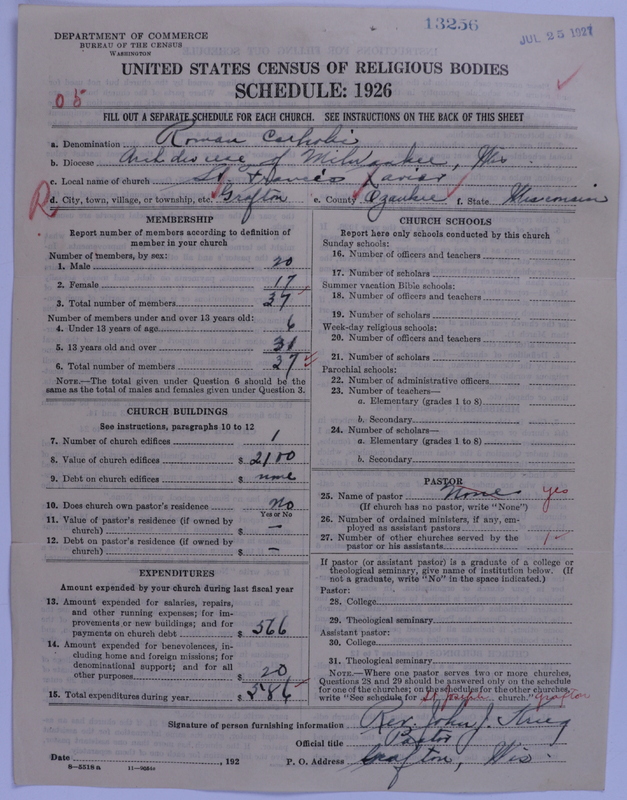 13256
JUL 25 1927
DEPARTMENT OF COMMERCE
BUREAU OF THE CENSUS
WASHINGTON
UNITED STATES CENSUS OF RELIGIOUS BODIES
SCHEDULE: 1926
05
FILL OUT A SEPARATE SCHEDULE FOR EACH CHURCH. SEE INSTRUCTIONS ON THE BACK OF THIS SHEET
a. Denomination Roman Catholic
b. Diocese Archdiocese of Milwaukee, Wis.
c. Local name of church St. Francis Xavier
R d. City, town, village, or township, etc. Grafton e. County Ozaukee f. State Wisconsin
MEMBERSHIP
Report number of members according to definition of
member in your church
Number of members, by sex:
1. Male 20
2. Female 17
3. Total number of members 37
Number of members under and over 13 years old:
4. Under 13 years of age 6
5. 13 years old and over 31
6. Total number of members 37
NOTE.—The total given under Question 6 should be the
same as the total of males and females given under Question 3.
CHURCH BUILDINGS
See instructions, paragraphs 10 to 12
7. Number of church edifices 1
8. Value of church edifices $ 2100
9. Debt on church edifices $ none
10. Does church own pastor's residence no
Yes or No
11. Value of pastor's residence (if owned by
church) $ —
12. Debt on pastor's residence (if owned by
church) $ —
EXPENDITURES
Amount expended by your church during last fiscal year
13. Amount expended for salaries, repairs,
and other running expenses; for im-
provements or new buildings; and for
payments on church debt $ 566
14. Amount expended for benevolences, in-
cluding home and foreign missions; for
denominational support; and for all
other purposes $ 20
15. Total expenditures during year $ 586
CHURCH SCHOOLS
Report here only schools conducted by this church
Sunday schools:
16. Number of officers and teachers
17. Number of scholars
Summer vacation Bible schools:
18. Number of officers and teachers
19. Number of scholars
Week-day religious schools:
20. Number of officers and teachers
21. Number of scholars
Parochial schools:
22. Number of administrative officers
23. Number of teachers—
a. Elementary (grades 1 to 8)
b. Secondary
24. Number of scholars—
a. Elementary (grades 1 to 8)
b. Secondary
PASTOR
25. Name of pastor None yes
(If church has no pastor, write "None")
26. Number of ordained ministers, if any, em-
ployed as assistant pastors
27. Number of other churches served by the
pastor or his assistants 1
If pastor (or assistant pastor) is a graduate of a college or
theological seminary, give name of institution below. (If
not a graduate, write "No" in the space indicated.)
Pastor:
28. College
29. Theological seminary
Assistant pastor:
30. College
31. Theological seminary
NOTE.—Where one pastor serves two or more churches,
Questions 28 and 29 should be answered only on the schedule
for one of the churches; on the schedules for the other churches,
write "See schedule for St Joseph church." Grafton
Signature of person furnishing information Rev. John J. Krieg
Official title Pastor
Date , 192 P. O. Address Grafton, Wis.
8—5518 a